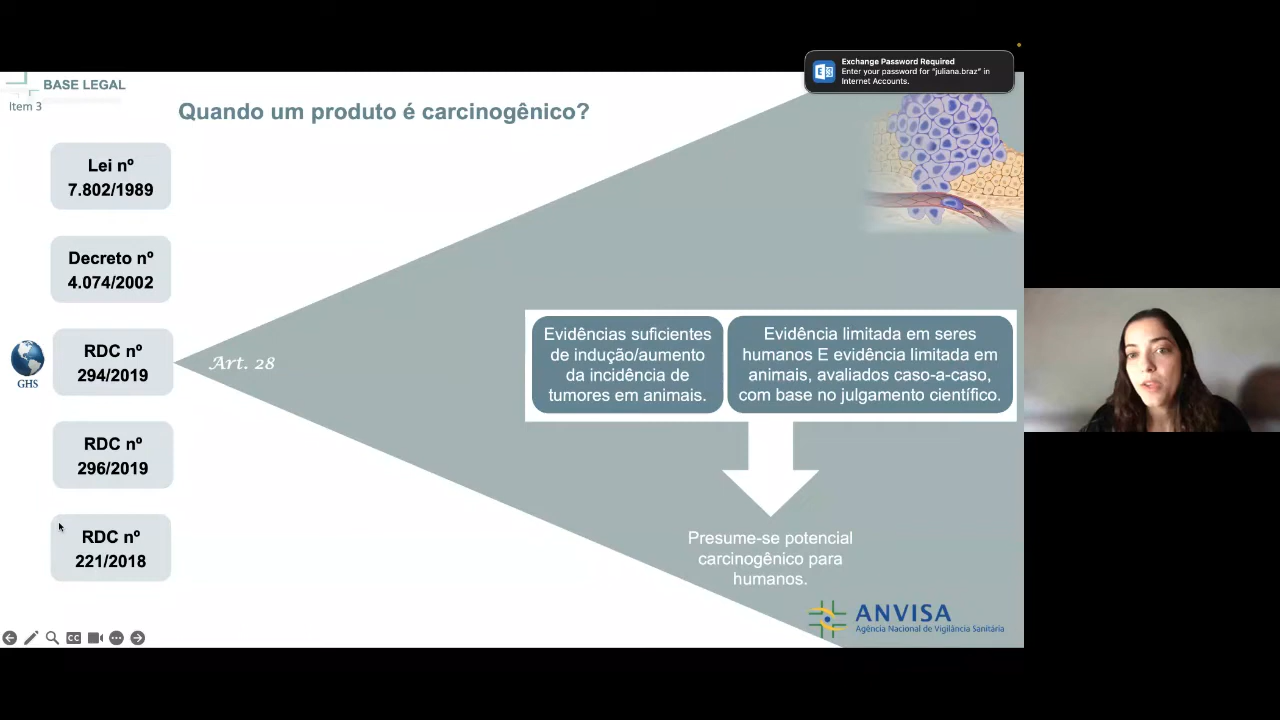 Exchange Password Required
Enter your password for “juliana.braz” in
Internet Accounts.
BASE LEGAL
Item 3
Quando um produto é carcinogênico?
Lei nº
7.802/1989
Decreto nº
4.074/2002
GHS
RDC nº
294/2019
Art. 28
Evidências suficientes
de indução/aumento
da incidência de
tumores em animais.
Evidência limitada em seres
humanos E evidência limitada em
animais, avaliados caso-a-caso,
com base no julgamento científico.
RDC nº
296/2019
RDC nº
221/2018
Presume-se potencial
carcinogênico para
humanos.
ANVISA
Agência Nacional de Vigilância Sanitária
CC